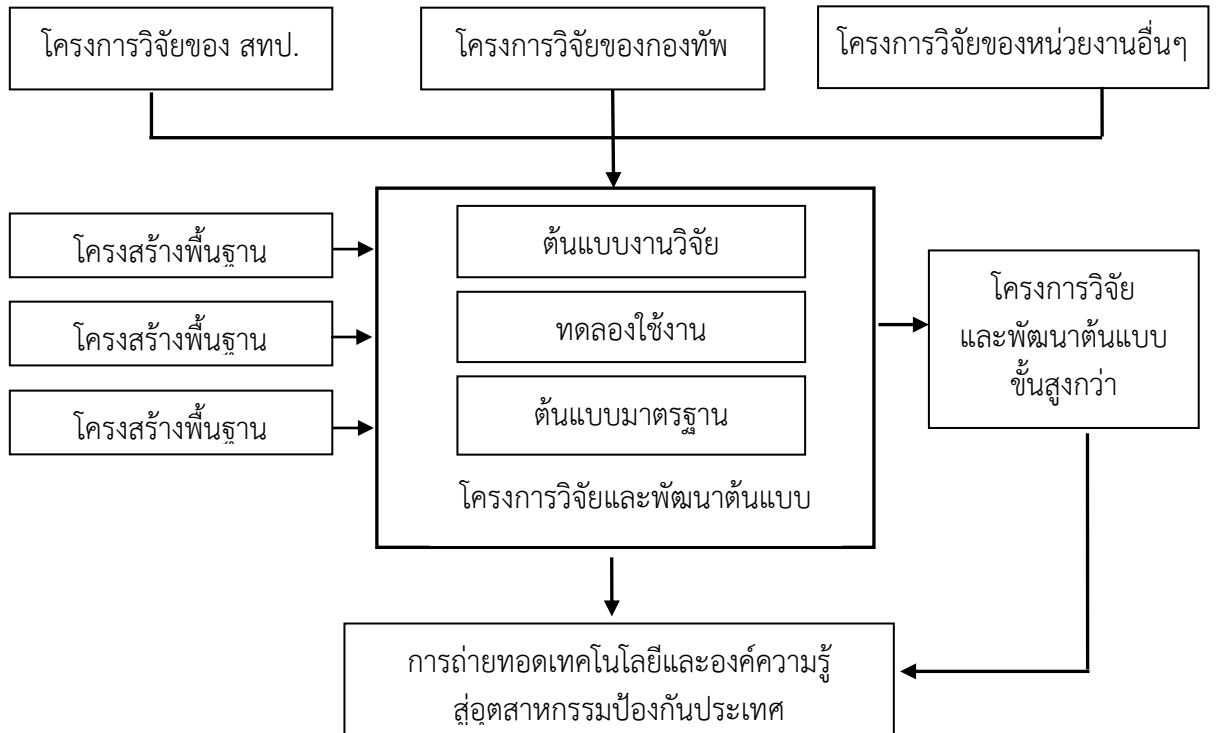 โครงการวิจัยของ สทป.
โครงการวิจัยของกองทัพ
โครงการวิจัยของหน่วยงานอื่นๆ
โครงสร้างพื้นฐาน
โครงสร้างพื้นฐาน
โครงสร้างพื้นฐาน
ต้นแบบงานวิจัย
ทดลองใช้งาน
ต้นแบบมาตรฐาน
โครงการวิจัยและพัฒนาต้นแบบ
โครงการวิจัย
และพัฒนาต้นแบบ
ขั้นสูงกว่า
การถ่ายทอดเทคโนโลยีและองค์ความรู้
สู่อุตสาหกรรมป้องกันประเทศ